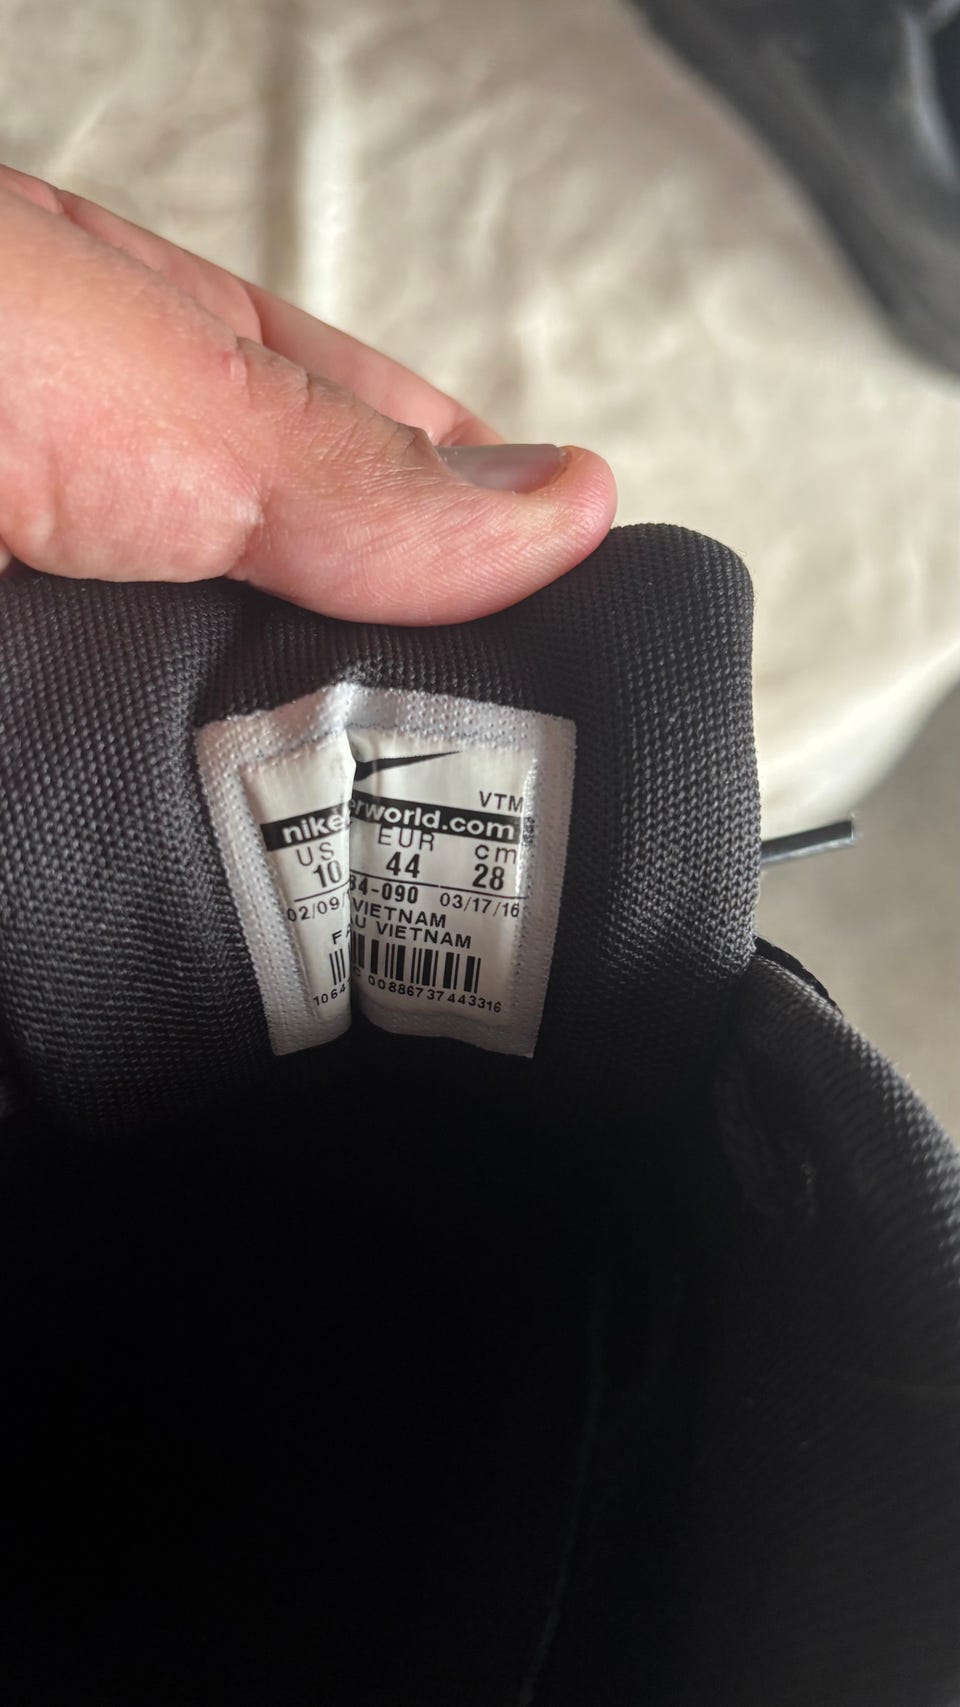 VTM
nike erworld.com
US EUR cm
10 44 28
84-090
02/09/ 03/17/16
VIETNAM
VIETNAM
00886737443316